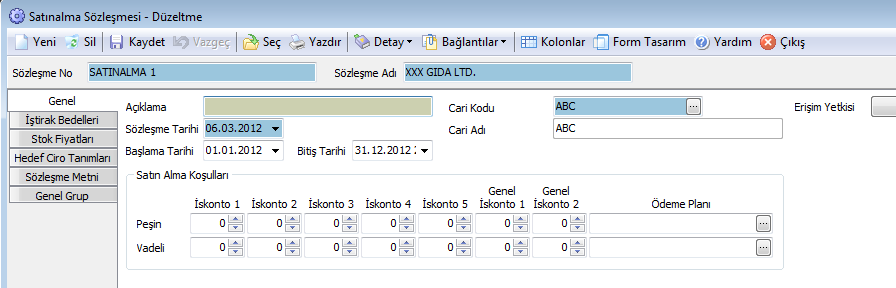 Satınalma Sözleşmesi - Düzeltme
Yeni Sil Kaydet Vazgeç Seç Yazdır Detay Bağlantılar Kolonlar Form Tasarım Yardım Çıkış
Sözleşme No SATINALMA 1 Sözleşme Adı XXX GIDA LTD.
Genel
İştirak Bedelleri
Stok Fiyatları
Hedef Ciro Tanımları
Sözleşme Metni
Genel Grup
Açıklama Cari Kodu ABC ... Erişim Yetkisi
Sözleşme Tarihi 06.03.2012 Cari Adı ABC
Başlama Tarihi 01.01.2012 Bitiş Tarihi 31.12.2012 2
Satın Alma Koşulları
İskonto 1 İskonto 2 İskonto 3 İskonto 4 İskonto 5 Genel İskonto 1 Genel İskonto 2 Ödeme Planı
Peşin 0 0 0 0 0 0 0 ...
Vadeli 0 0 0 0 0 0 0 ...